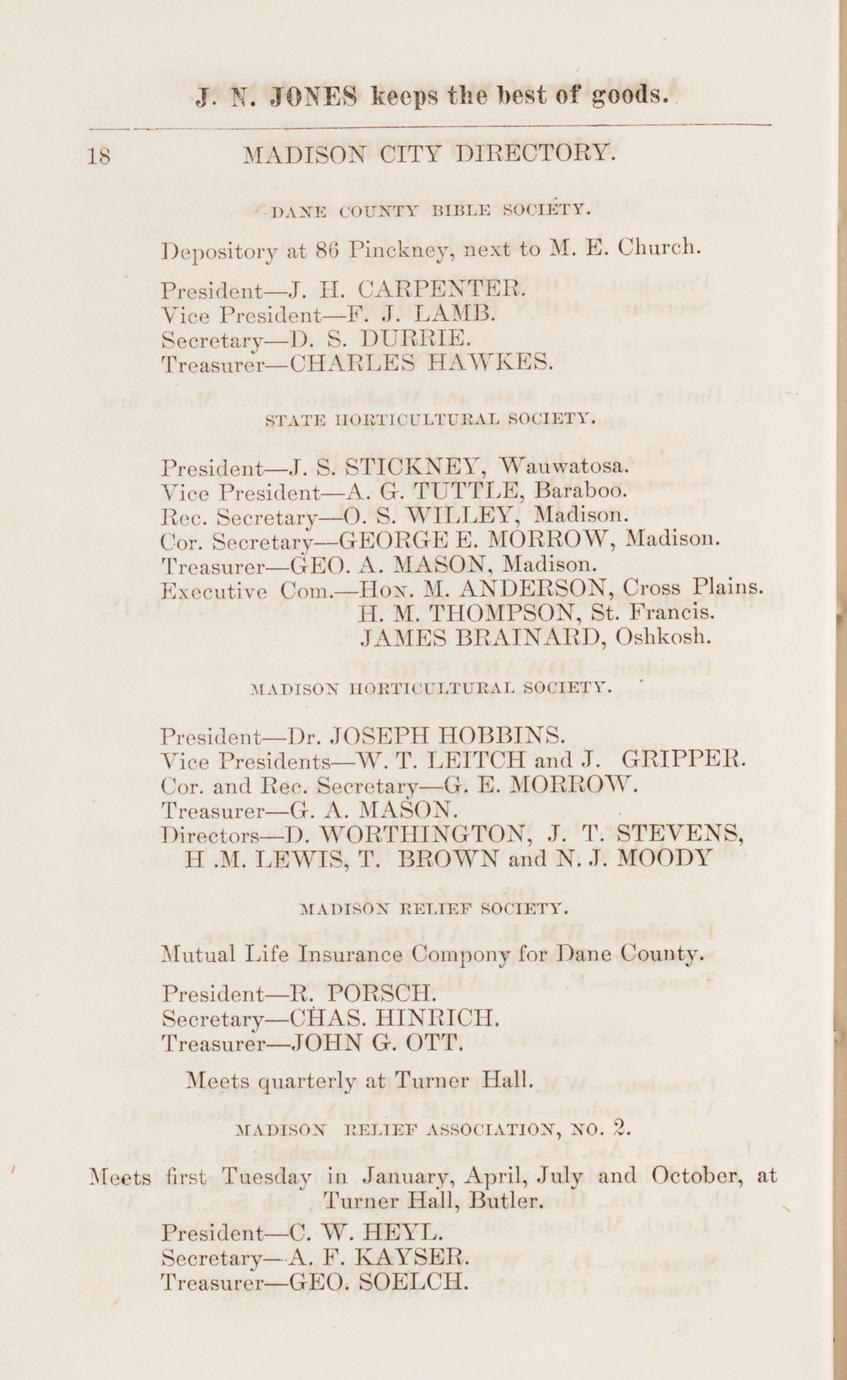 J. N. JONES keeps the best of goods.
18 MADISON CITY DIRECTORY.
DANE COUNTY BIBLE SOCIETY.
Depository at 86 Pinckney, next to M. E. Church.
President—J. H. CARPENTER.
Vice President—F. J. LAMB.
Secretary—D. S. DURRIE.
Treasurer—CHARLES HAWKES.
STATE HORTICULTURAL SOCIETY.
President—J. S. STICKNEY, Wauwatosa.
Vice President—A. G. TUTTLE, Baraboo.
Rec. Secretary—O. S. WILLEY, Madison.
Cor. Secretary—GEORGE E. MORROW, Madison.
Treasurer—GEO. A. MASON, Madison.
Executive Com.—Hon. M. ANDERSON, Cross Plains.
H. M. THOMPSON, St. Francis.
JAMES BRAINARD, Oshkosh.
MADISON HORTICULTURAL SOCIETY.
President—Dr. JOSEPH HOBBINS.
Vice Presidents—W. T. LEITCH and J. GRIPPER.
Cor. and Rec. Secretary—G. E. MORROW.
Treasurer—G. A. MASON.
Directors—D. WORTHINGTON, J. T. STEVENS,
H .M. LEWIS, T. BROWN and N. J. MOODY
MADISON RELIEF SOCIETY.
Mutual Life Insurance Compony for Dane County.
President—R. PORSCH.
Secretary—CHAS. HINRICH.
Treasurer—JOHN G. OTT.
Meets quarterly at Turner Hall.
MADISON RELIEF ASSOCIATION, NO. 2.
Meets first Tuesday in January, April, July and October, at
Turner Hall, Butler.
President—C. W. HEYL.
Secretary—A. F. KAYSER.
Treasurer—GEO. SOELCH.